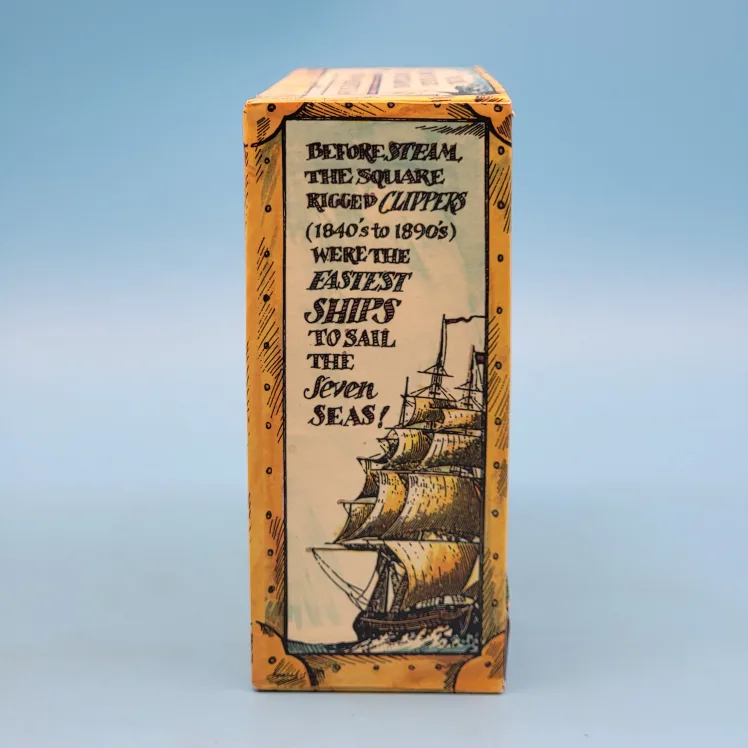 BEFORE STEAM,
THE SQUARE
RIGGED CLIPPERS
(1840's to 1890's)
WERE THE
FASTEST
SHIPS
TO SAIL
THE
Seven
SEAS!